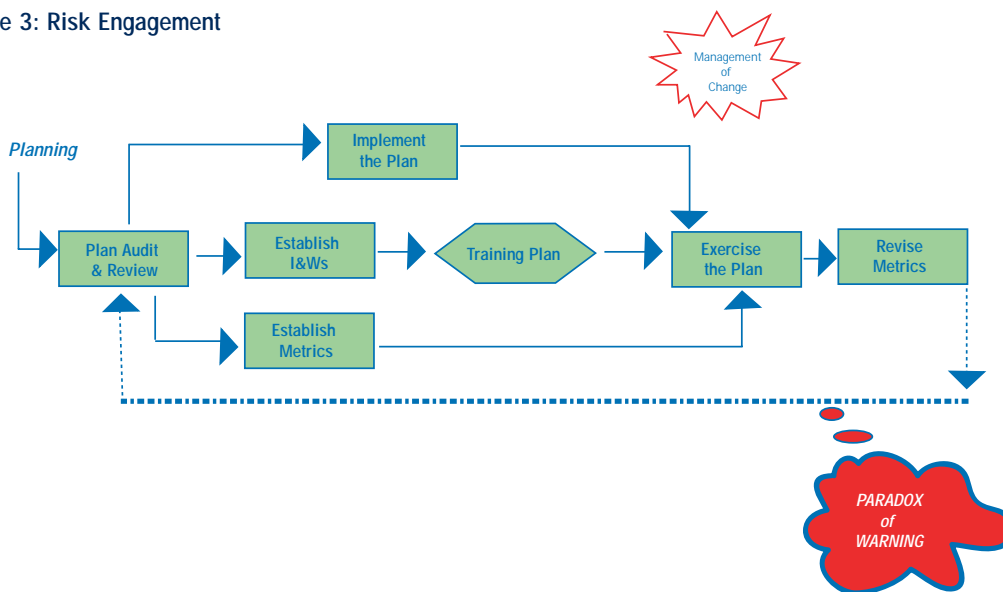 e 3: Risk Engagement
Management
of
Change
Planning
Implement
the Plan
Plan Audit
& Review
Establish
I&Ws
Training Plan
Exercise
the Plan
Revise
Metrics
Establish
Metrics
PARADOX
of
WARNING